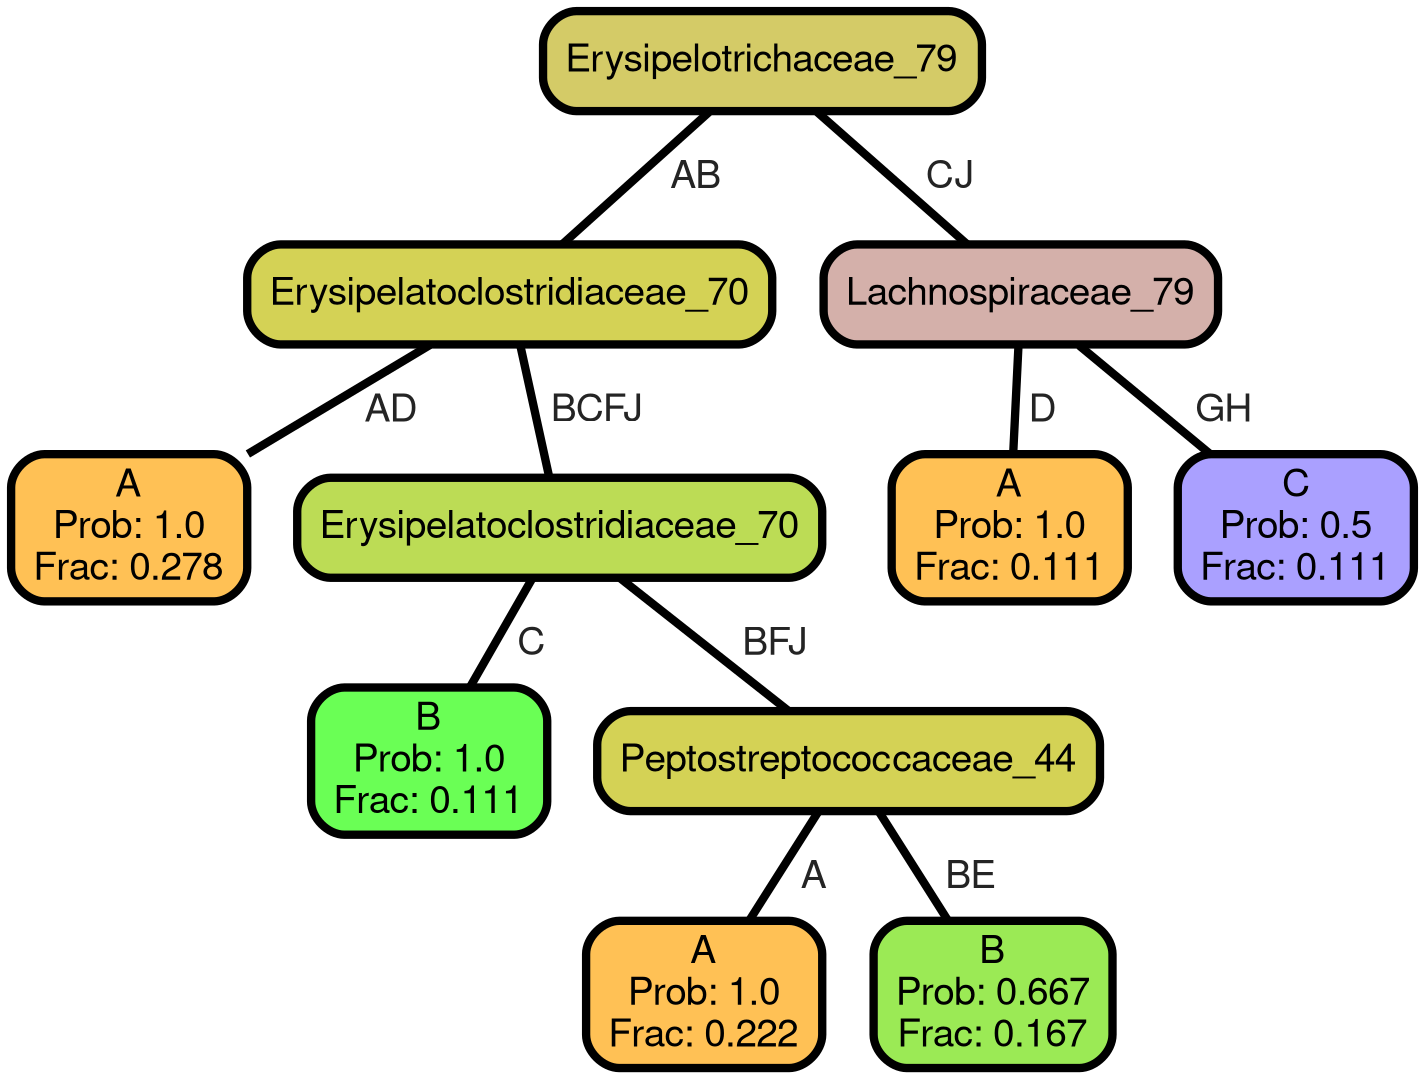 Erysipelotrichaceae_79
AB
CJ
Erysipelatoclostridiaceae_70
Lachnospiraceae_79
AD
BCFJ
D
GH
A
Prob: 1.0
Frac: 0.278
Erysipelatoclostridiaceae_70
A
Prob: 1.0
Frac: 0.111
C
Prob: 0.5
Frac: 0.111
C
BFJ
B
Prob: 1.0
Frac: 0.111
Peptostreptococcaceae_44
A
BE
A
Prob: 1.0
Frac: 0.222
B
Prob: 0.667
Frac: 0.167